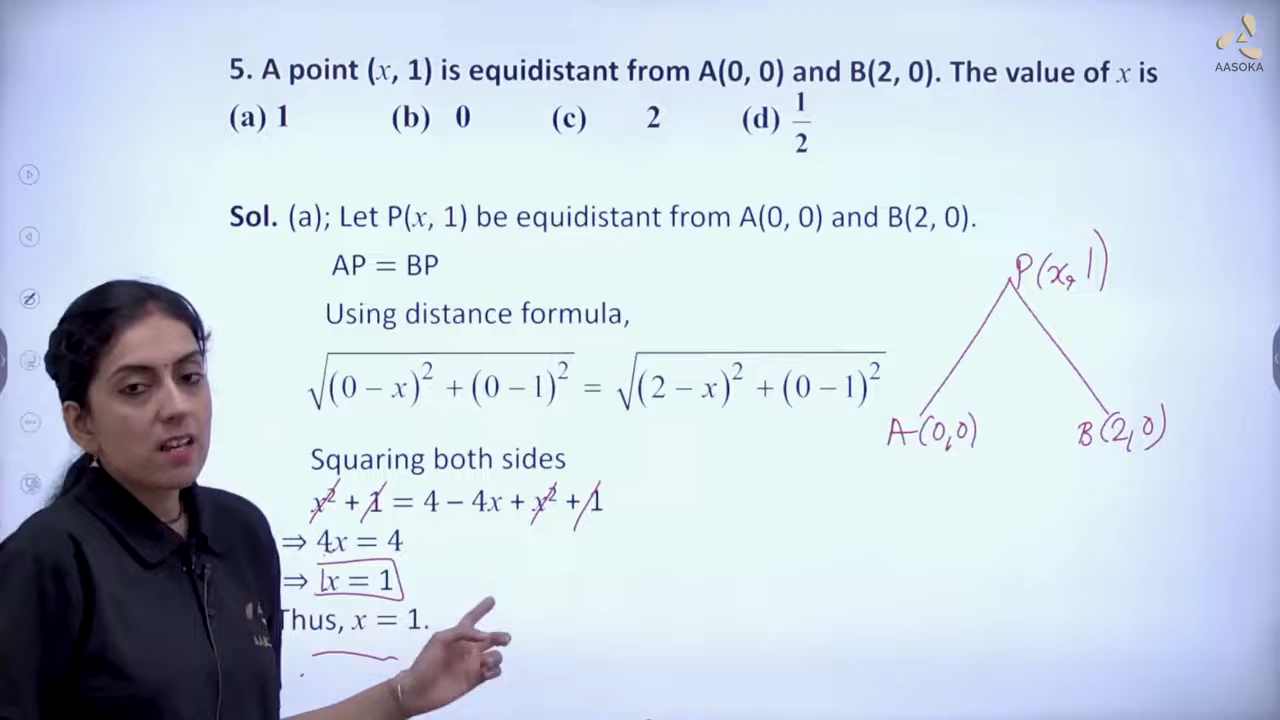 AASOKA
5. A point (x, 1) is equidistant from A(0, 0) and B(2, 0). The value of x is
(a) 1 (b) 0 (c) 2 (d) 1/2
Sol. (a); Let P(x, 1) be equidistant from A(0, 0) and B(2, 0).
P(x, 1)
AP = BP
Using distance formula,
√((0 − x)² + (0 − 1)²) = √((2 − x)² + (0 − 1)²)
A(0,0) B(2,0)
Squaring both sides
x² + 1 = 4 − 4x + x² + 1
⇒ 4x = 4
⇒ x = 1
Thus, x = 1.